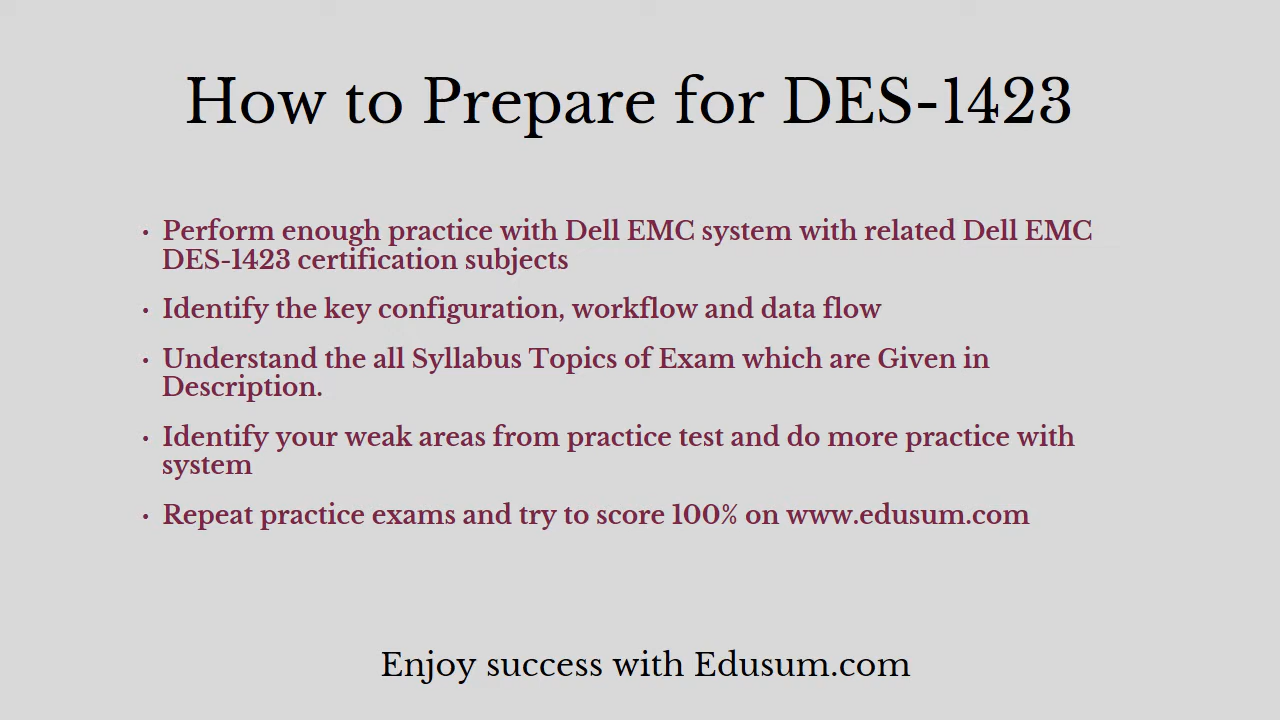 How to Prepare for DES-1423
• Perform enough practice with Dell EMC system with related Dell EMC
DES-1423 certification subjects
• Identify the key configuration, workflow and data flow
• Understand the all Syllabus Topics of Exam which are Given in
Description.
• Identify your weak areas from practice test and do more practice with
system
• Repeat practice exams and try to score 100% on www.edusum.com
Enjoy success with Edusum.com